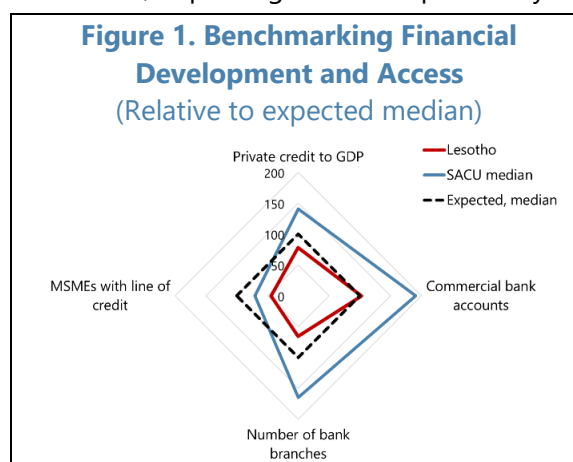 Figure 1. Benchmarking Financial
Development and Access
(Relative to expected median)
Private credit to GDP
200
150
100
50
0
Lesotho
SACU median
Expected, median
MSMEs with line of
credit
Commercial bank
accounts
Number of bank
branches